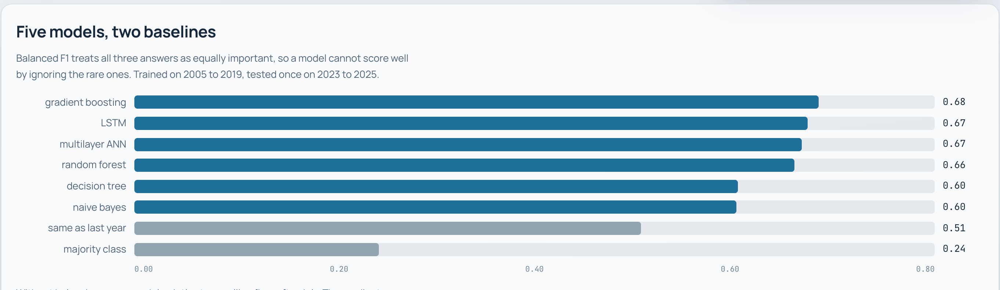 Five models, two baselines
Balanced F1 treats all three answers as equally important, so a model cannot score well
by ignoring the rare ones. Trained on 2005 to 2019, tested once on 2023 to 2025.
gradient boosting 0.68
LSTM 0.67
multilayer ANN 0.67
random forest 0.66
decision tree 0.60
naive bayes 0.60
same as last year 0.51
majority class 0.24
0.00 0.20 0.40 0.60 0.80